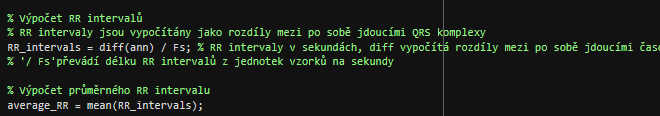 % Výpočet RR intervalů
% RR intervaly jsou vypočítány jako rozdíly mezi po sobě jdoucími QRS komplexy
RR_intervals = diff(ann) / Fs; % RR intervaly v sekundách, diff vypočítá rozdíly mezi po sobě jdoucími
% '/ Fs'převádí délku RR intervalů z jednotek vzorků na sekundy
% Výpočet průměrného RR intervalu
average_RR = mean(RR_intervals);